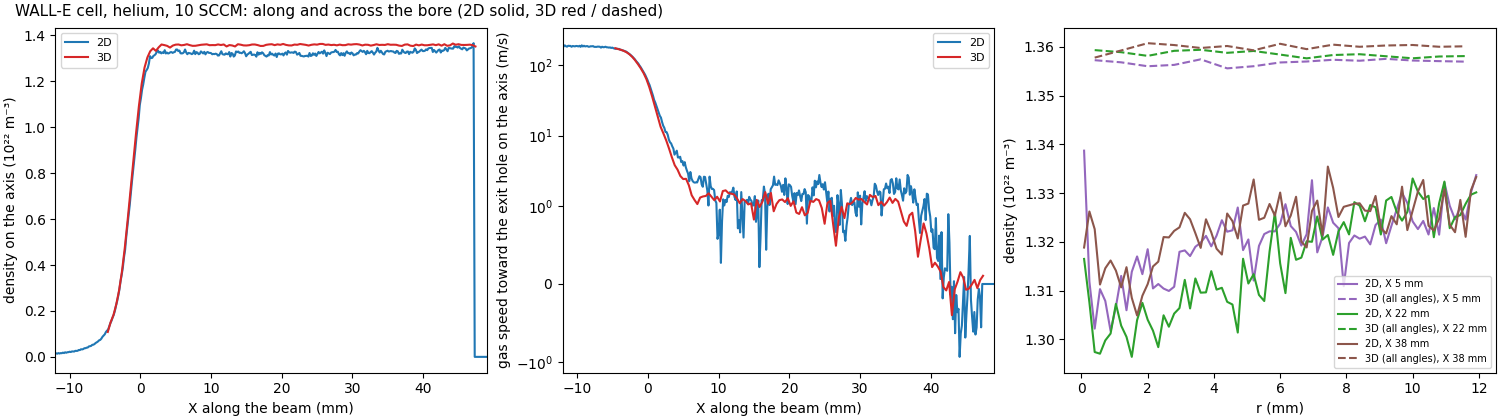 WALL-E cell, helium, 10 SCCM: along and across the bore (2D solid, 3D red / dashed)
density on the axis (10²² m⁻³)
1.4
1.2
1.0
0.8
0.6
0.4
0.2
0.0
2D
3D
−10
0
10
20
30
40
X along the beam (mm)
gas speed toward the exit hole on the axis (m/s)
10²
10¹
10⁰
0
−10⁰
2D
3D
−10
0
10
20
30
40
X along the beam (mm)
density (10²² m⁻³)
1.36
1.35
1.34
1.33
1.32
1.31
1.30
2D, X 5 mm
3D (all angles), X 5 mm
2D, X 22 mm
3D (all angles), X 22 mm
2D, X 38 mm
3D (all angles), X 38 mm
0
2
4
6
8
10
12
r (mm)